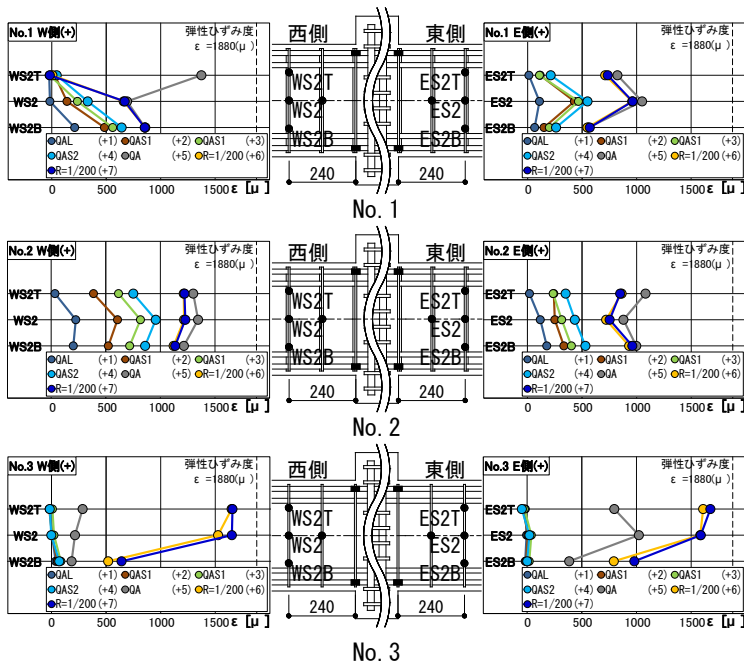 No.1 W側(+)
弾性ひずみ度
ε =1880(μ)
WS2T
WS2
WS2B
QAL (+1) QAS1 (+2) QAS1 (+3)
QAS2 (+4) QA (+5) R=1/200 (+6)
R=1/200 (+7)
0 500 1000 1500 ε [μ]
西側 東側
WS2T ES2T
WS2 ES2
WS2B ES2B
240 240
No. 1
No.1 E側(+)
弾性ひずみ度
ε =1880(μ)
ES2T
ES2
ES2B
QAL (+1) QAS1 (+2) QAS1 (+3)
QAS2 (+4) QA (+5) R=1/200 (+6)
R=1/200 (+7)
0 500 1000 1500 ε [μ]
No.2 W側(+)
弾性ひずみ度
ε =1880(μ)
WS2T
WS2
WS2B
QAL (+1) QAS1 (+2) QAS1 (+3)
QAS2 (+4) QA (+5) R=1/200 (+6)
R=1/200 (+7)
0 500 1000 1500 ε [μ]
西側 東側
WS2T ES2T
WS2 ES2
WS2B ES2B
240 240
No. 2
No.2 E側(+)
弾性ひずみ度
ε =1880(μ)
ES2T
ES2
ES2B
QAL (+1) QAS1 (+2) QAS1 (+3)
QAS2 (+4) QA (+5) R=1/200 (+6)
R=1/200 (+7)
0 500 1000 1500 ε [μ]
No.3 W側(+)
弾性ひずみ度
ε =1880(μ)
WS2T
WS2
WS2B
QAL (+1) QAS1 (+2) QAS1 (+3)
QAS2 (+4) QA (+5) R=1/200 (+6)
R=1/200 (+7)
0 500 1000 1500 ε [μ]
西側 東側
WS2T ES2T
WS2 ES2
WS2B ES2B
240 240
No. 3
No.3 E側(+)
弾性ひずみ度
ε =1880(μ)
ES2T
ES2
ES2B
QAL (+1) QAS1 (+2) QAS1 (+3)
QAS2 (+4) QA (+5) R=1/200 (+6)
R=1/200 (+7)
0 500 1000 1500 ε [μ]